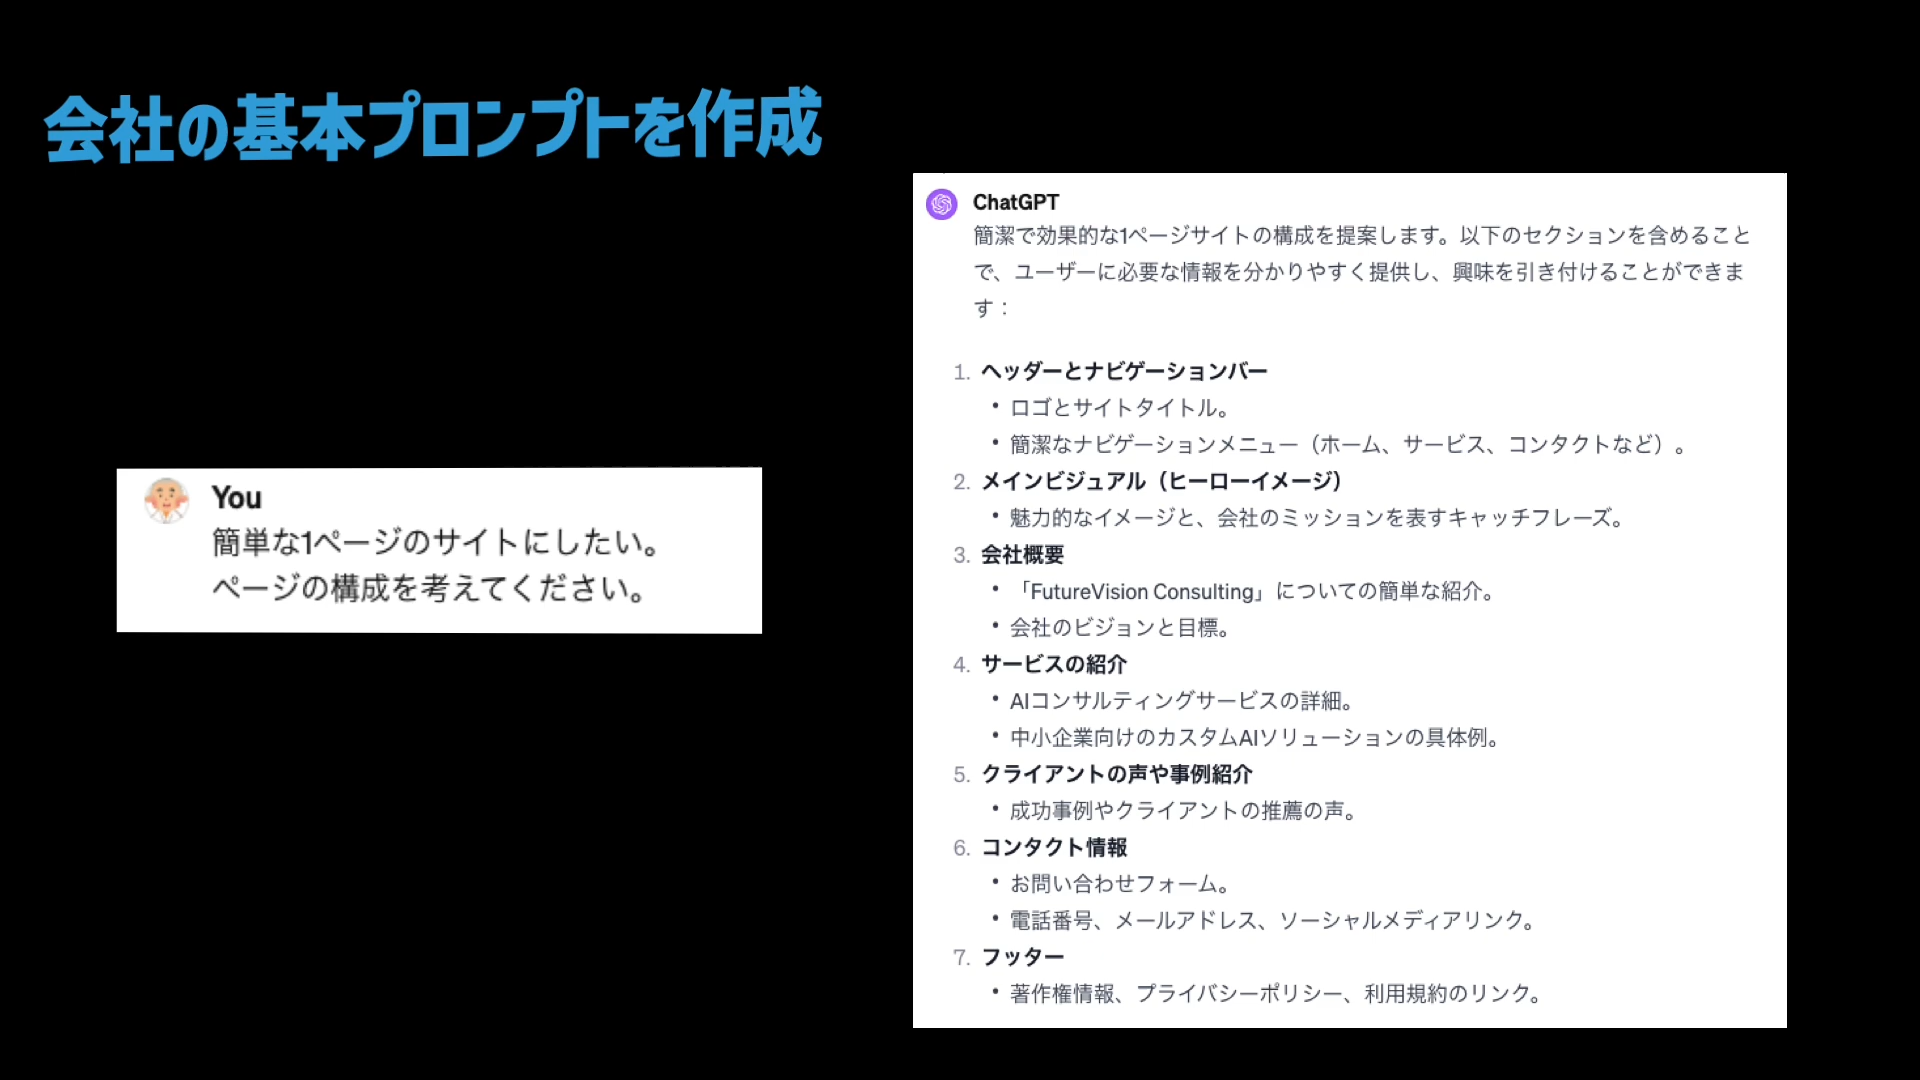 会社の基本プロンプトを作成
You
簡単な1ページのサイトにしたい。
ページの構成を考えてください。
ChatGPT
簡潔で効果的な1ページサイトの構成を提案します。以下のセクションを含めること
で、ユーザーに必要な情報を分かりやすく提供し、興味を引き付けることができま
す：
1. ヘッダーとナビゲーションバー
• ロゴとサイトタイトル。
• 簡潔なナビゲーションメニュー（ホーム、サービス、コンタクトなど）。
2. メインビジュアル（ヒーローイメージ）
• 魅力的なイメージと、会社のミッションを表すキャッチフレーズ。
3. 会社概要
• 「FutureVision Consulting」についての簡単な紹介。
• 会社のビジョンと目標。
4. サービスの紹介
• AIコンサルティングサービスの詳細。
• 中小企業向けのカスタムAIソリューションの具体例。
5. クライアントの声や事例紹介
• 成功事例やクライアントの推薦の声。
6. コンタクト情報
• お問い合わせフォーム。
• 電話番号、メールアドレス、ソーシャルメディアリンク。
7. フッター
• 著作権情報、プライバシーポリシー、利用規約のリンク。